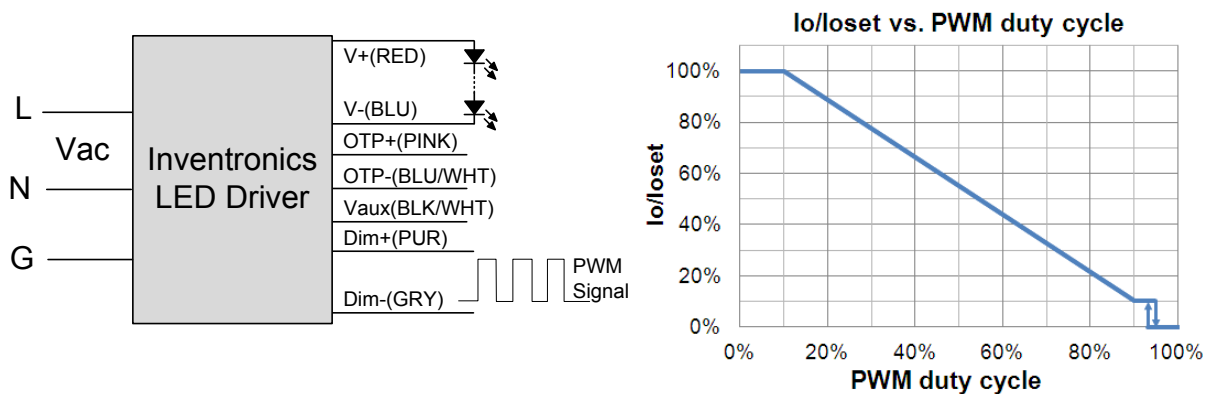 L
Vac
N
G
Inventronics
LED Driver
V+(RED)
V-(BLU)
OTP+(PINK)
OTP-(BLU/WHT)
Vaux(BLK/WHT)
Dim+(PUR)
PWM
Signal
Dim-(GRY)
Io/Ioset vs. PWM duty cycle
Io/Ioset
100%
80%
60%
40%
20%
0%
0% 20% 40% 60% 80% 100%
PWM duty cycle